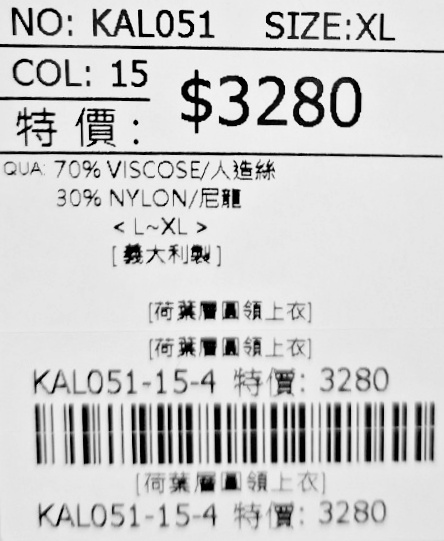 NO: KAL051 SIZE:XL
COL: 15
特價: $3280
QUA: 70% VISCOSE/人造絲
30% NYLON/尼龍
< L~XL >
[義大利製]
[荷葉層圓領上衣]
[荷葉層圓領上衣]
KAL051-15-4 特價: 3280
[荷葉層圓領上衣]
KAL051-15-4 特價: 3280